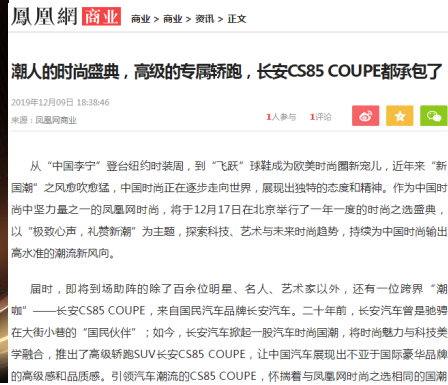 鳳凰網 商业 商业 > 商业 > 资讯 > 正文
潮人的时尚盛典，高级的专属轿跑，长安CS85 COUPE都承包了
2019年12月09日 18:38:46
来源：凤凰网商业
1人参与 1评论
从“中国李宁”登台纽约时装周，到“飞跃”球鞋成为欧美时尚圈新宠儿，近年来“新
国潮”之风愈吹愈猛，中国时尚正在逐步走向世界，展现出独特的态度和精神。作为中国时
尚中坚力量之一的凤凰网时尚，将于12月17日在北京举行了一年一度的时尚之选盛典，
以“极致心声，礼赞新潮”为主题，探索科技、艺术与未来时尚趋势，持续为中国时尚输出
高水准的潮流新风向。
届时，即将到场助阵的除了百余位明星、名人、艺术家以外，还有一位跨界“潮
咖”——长安CS85 COUPE，来自国民汽车品牌长安汽车。二十年前，长安汽车曾是驰骋
在大街小巷的“国民伙伴”；如今，长安汽车掀起一股汽车时尚国潮，将时尚魅力与科技美
学融合，推出了高级轿跑SUV长安CS85 COUPE，让中国汽车展现出不亚于国际豪华品牌
的高级感和品质感。引领汽车潮流的CS85 COUPE，怀揣着与凤凰网时尚之选相同的国潮